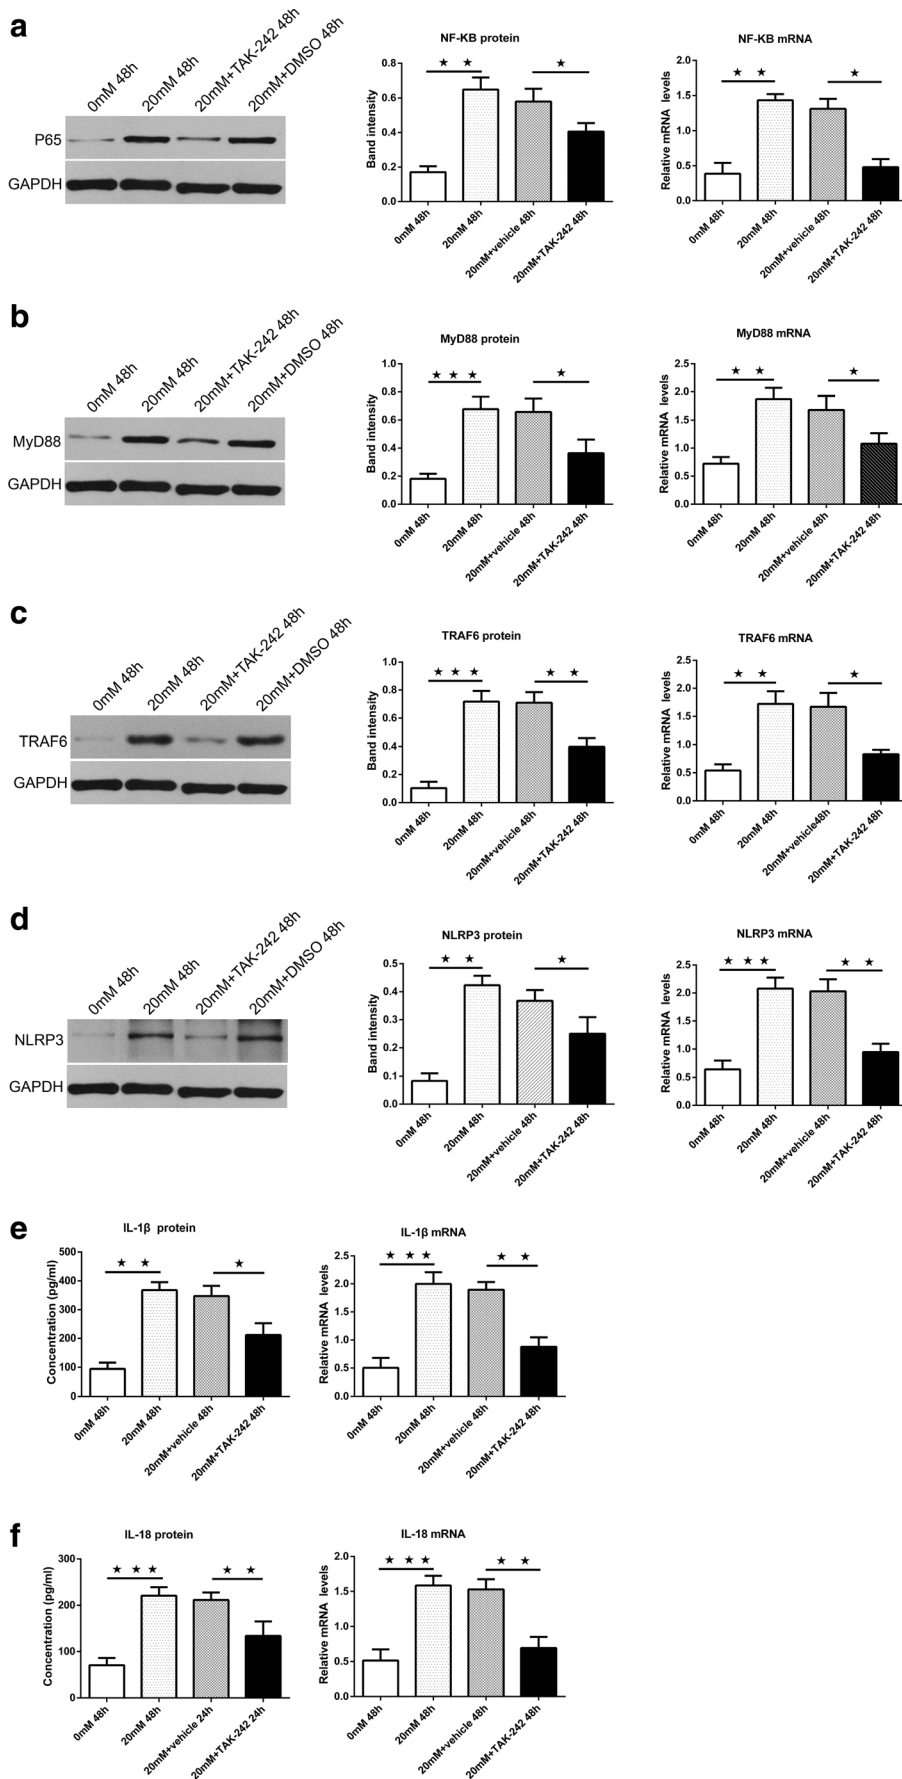 a
0mM 48h
20mM 48h
20mM+TAK-242 48h
20mM+DMSO 48h
P65
GAPDH
NF-KB protein
★ ★
★
Band intensity
0.8
0.6
0.4
0.2
0.0
0mM 48h
20mM 48h
20mM+vehicle 48h
20mM+TAK-242 48h
NF-KB mRNA
★ ★
★
Relative mRNA levels
2.0
1.5
1.0
0.5
0.0
0mM 48h
20mM 48h
20mM+vehicle 48h
20mM+TAK-242 48h
b
0mM 48h
20mM 48h
20mM+TAK-242 48h
20mM+DMSO 48h
MyD88
GAPDH
MyD88 protein
★ ★ ★
★
Band intensity
1.0
0.8
0.6
0.4
0.2
0.0
0mM 48h
20mM 48h
20mM+vehicle 48h
20mM+TAK-242 48h
MyD88 mRNA
★ ★
★
Relative mRNA levels
2.5
2.0
1.5
1.0
0.5
0.0
0mM 48h
20mM 48h
20mM+vehicle 48h
20mM+TAK-242 48h
c
0mM 48h
20mM 48h
20mM+TAK-242 48h
20mM+DMSO 48h
TRAF6
GAPDH
TRAF6 protein
★ ★ ★
★ ★
Band intensity
1.0
0.8
0.6
0.4
0.2
0.0
0mM 48h
20mM 48h
20mM+vehicle 48h
20mM+TAK-242 48h
TRAF6 mRNA
★ ★
★
Relative mRNA levels
2.5
2.0
1.5
1.0
0.5
0.0
0mM 48h
20mM 48h
20mM+vehicle48h
20mM+TAK-242 48h
d
0mM 48h
20mM 48h
20mM+TAK-242 48h
20mM+DMSO 48h
NLRP3
GAPDH
NLRP3 protein
★ ★
★
Band intensity
0.5
0.4
0.3
0.2
0.1
0.0
0mM 48h
20mM 48h
20mM+vehicle 48h
20mM+TAK-242 48h
NLRP3 mRNA
★ ★ ★
★ ★
Relative mRNA levels
2.5
2.0
1.5
1.0
0.5
0.0
0mM 48h
20mM 48h
20mM+vehicle 48h
20mM+TAK-242 48h
e
IL-1β protein
★ ★
★
Concentration (pg/ml)
500
400
300
200
100
0
0mM 48h
20mM 48h
20mM+vehicle 48h
20mM+TAK-242 48h
IL-1β mRNA
★ ★ ★
★ ★
Relative mRNA levels
2.5
2.0
1.5
1.0
0.5
0.0
0mM 48h
20mM 48h
20mM+vehicle 48h
20mM+TAK-242 48h
f
IL-18 protein
★ ★ ★
★ ★
Concentration (pg/ml)
300
200
100
0
0mM 48h
20mM 48h
20mM+vehicle 24h
20mM+TAK-242 24h
IL-18 mRNA
★ ★ ★
★ ★
Relative mRNA levels
2.0
1.5
1.0
0.5
0.0
0mM 48h
20mM 48h
20mM+vehicle 48h
20mM+TAK-242 48h